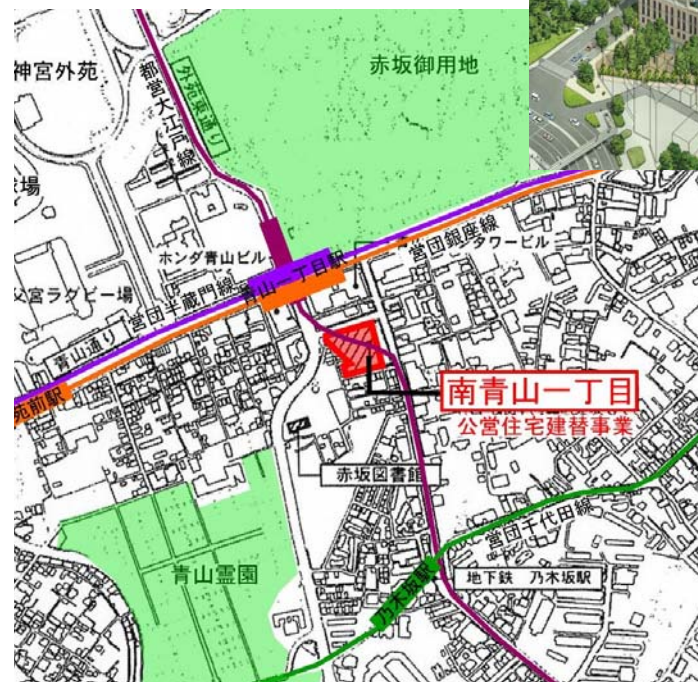 神宮外苑
都営大江戸線
外苑東通り
赤坂御用地
球場
ホンダ青山ビル
タワービル
営団銀座線
青山一丁目駅
営団半蔵門線
青山通り
父宮ラグビー場
苑前駅
南青山一丁目
公営住宅建替事業
赤坂図書館
営団千代田線
青山霊園
乃木坂駅
地下鉄 乃木坂駅